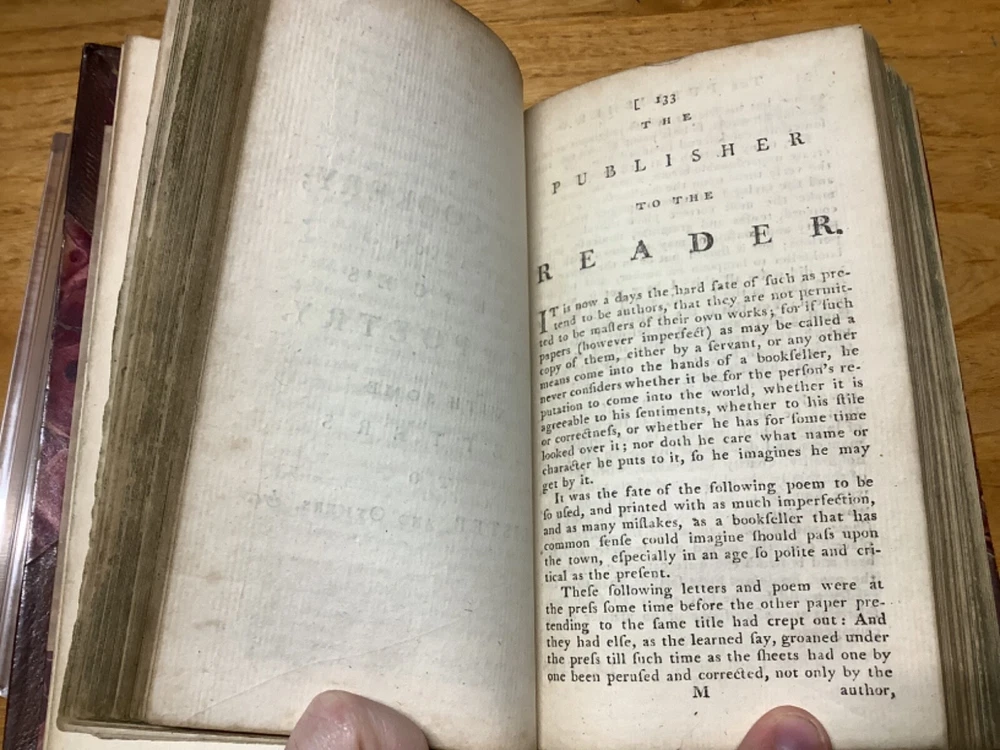 [ 133
THE
PUBLISHER
TO THE
READER.
IT is now a days the hard fate of ſuch as pre-
tend to be authors, that they are not permit-
ted to be maſters of their own works; for if ſuch
papers (however imperfect) as may be called a
copy of them, either by a ſervant, or any other
means come into the hands of a bookſeller, he
never conſiders whether it be for the perſon's re-
putation to come into the world, whether it is
agreeable to his ſentiments, whether to his ſtile
or correctneſs, or whether he has for ſome time
looked over it; nor doth he care what name or
character he puts to it, ſo he imagines he may
get by it.
It was the fate of the following poem to be
ſo uſed, and printed with as much imperfection,
and as many miſtakes, as a bookſeller that has
common ſenſe could imagine ſhould paſs upon
the town, eſpecially in an age ſo polite and cri-
tical as the preſent.
Theſe following letters and poem were at
the preſs ſome time before the other paper pre-
tending to the ſame title had crept out: And
they had elſe, as the learned ſay, groaned under
the preſs till ſuch time as the ſheets had one by
one been peruſed and corrected, not only by the
M author,